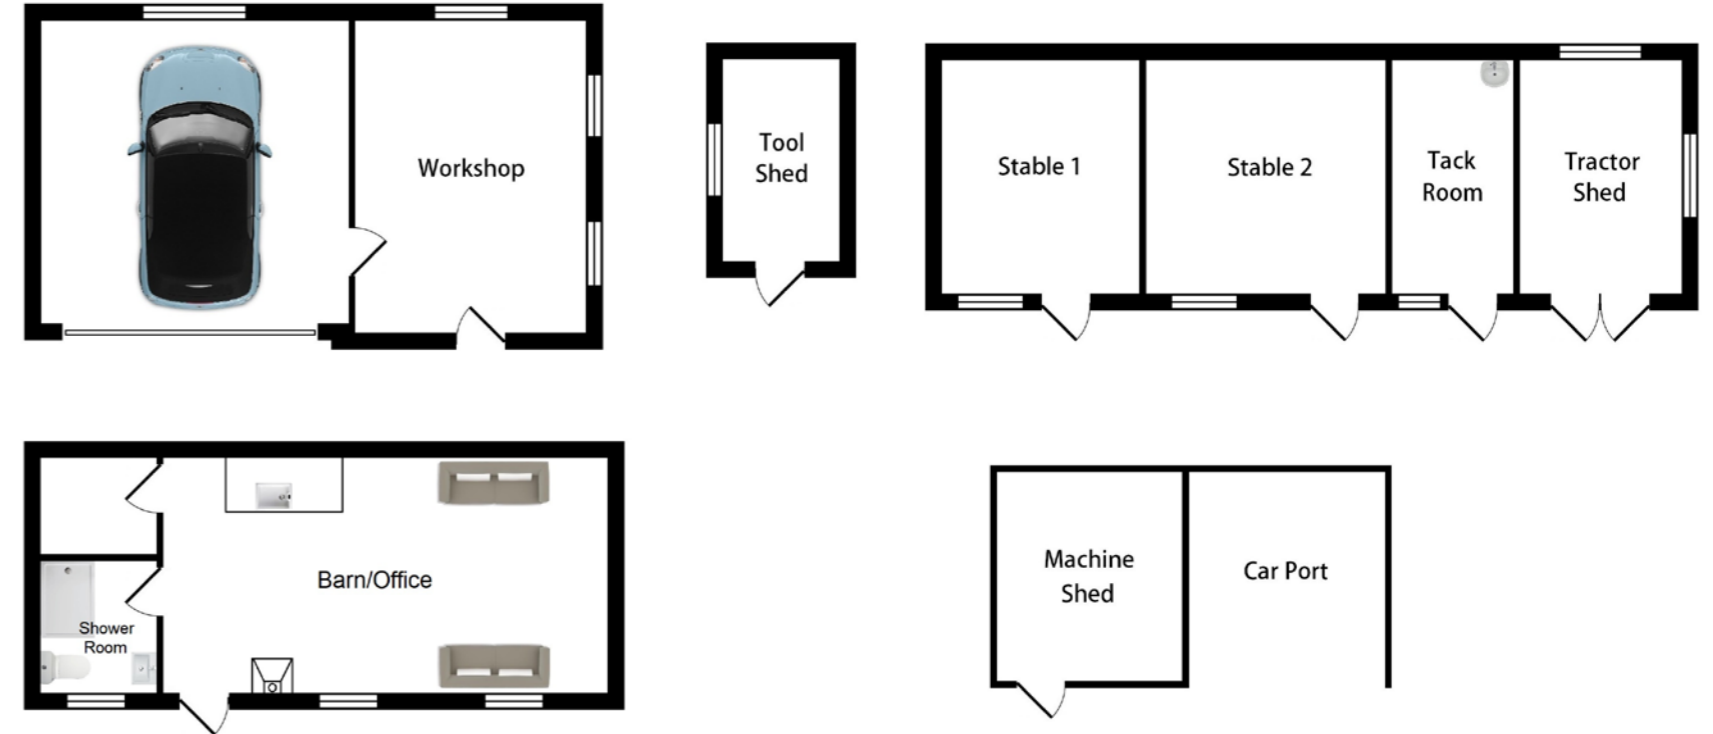 Workshop
Tool
Shed
Stable 1
Stable 2
Tack
Room
Tractor
Shed
Barn/Office
Shower
Room
Machine
Shed
Car Port